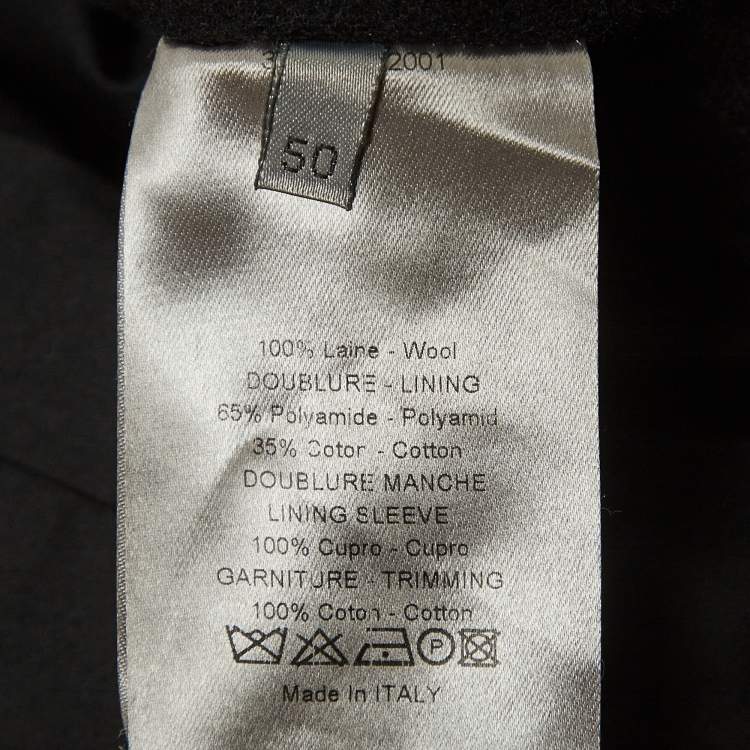 2001
50
100% Laine - Wool
DOUBLURE - LINING
65% Polyamide - Polyamid
35% Coton - Cotton
DOUBLURE MANCHE
LINING SLEEVE
100% Cupro - Cupro
GARNITURE - TRIMMING
100% Coton - Cotton
P
Made In ITALY